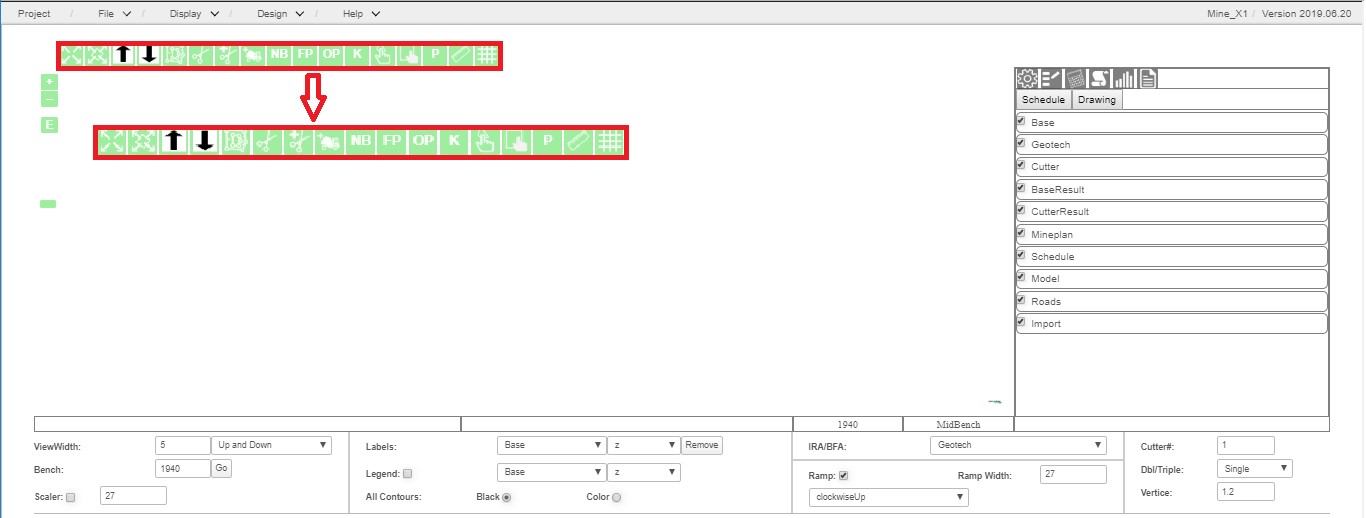 Project / File / Display / Design / Help Mine_X1 / Version 2019.06.20
NB FP OP K P
+
−
E
NB FP OP K P
Schedule Drawing
Base
Geotech
Cutter
BaseResult
CutterResult
Mineplan
Schedule
Model
Roads
Import
1940 MidBench
ViewWidth: 5 Up and Down Labels: Base z Remove IRA/BFA: Geotech Cutter#: 1
Bench: 1940 Go Legend: Base z Ramp: Ramp Width: 27 Dbl/Triple: Single
Scaler: 27 All Contours: Black Color clockwiseUp Vertice: 1.2